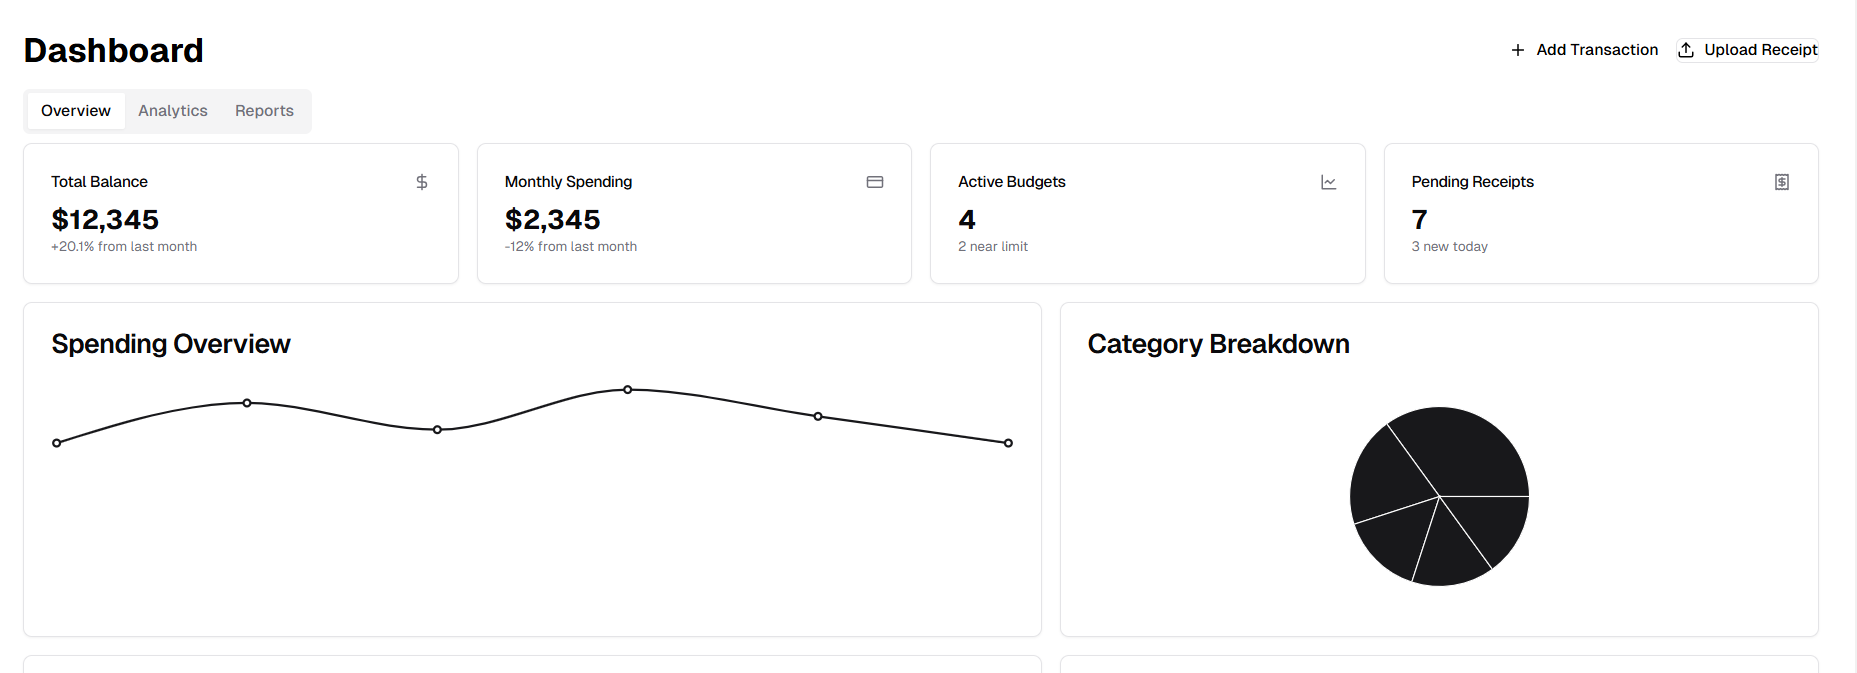 Dashboard
Add Transaction
Upload Receipt
Overview
Analytics
Reports
Total Balance
$12,345
+20.1% from last month
Monthly Spending
$2,345
-12% from last month
Active Budgets
4
2 near limit
Pending Receipts
7
3 new today
Spending Overview
Category Breakdown